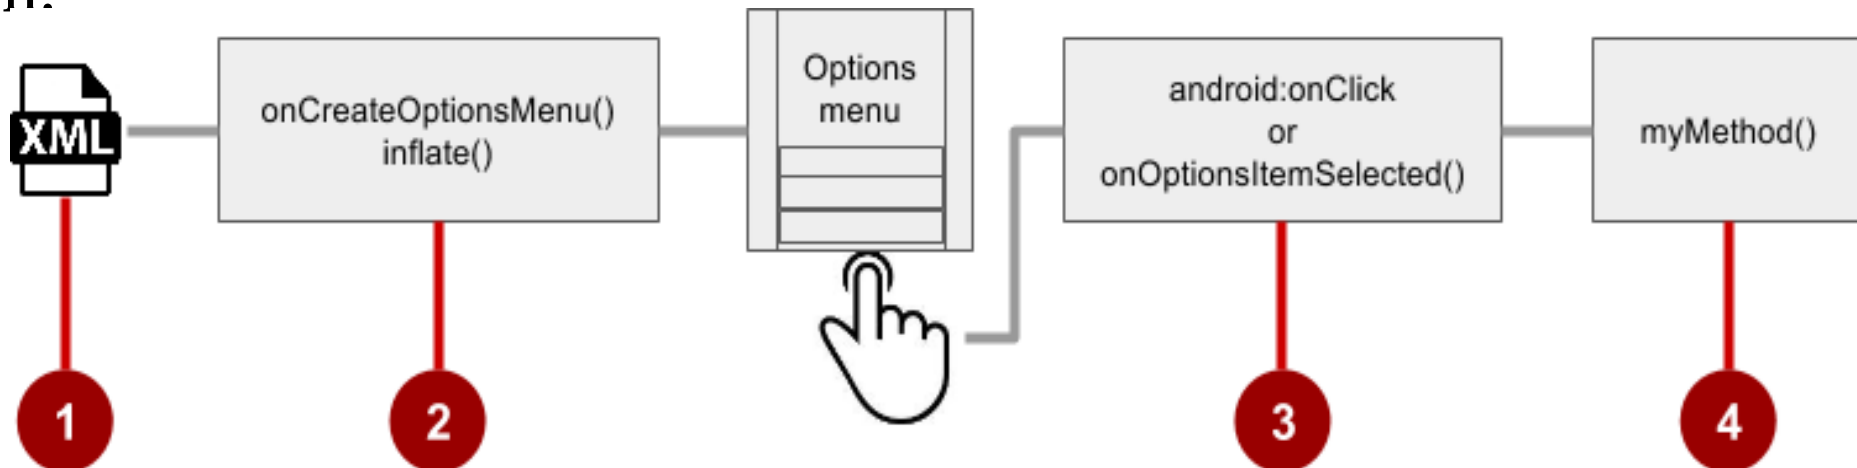 XML
onCreateOptionsMenu()
inflate()
Options
menu
android:onClick
or
onOptionsItemSelected()
myMethod()
1
2
3
4